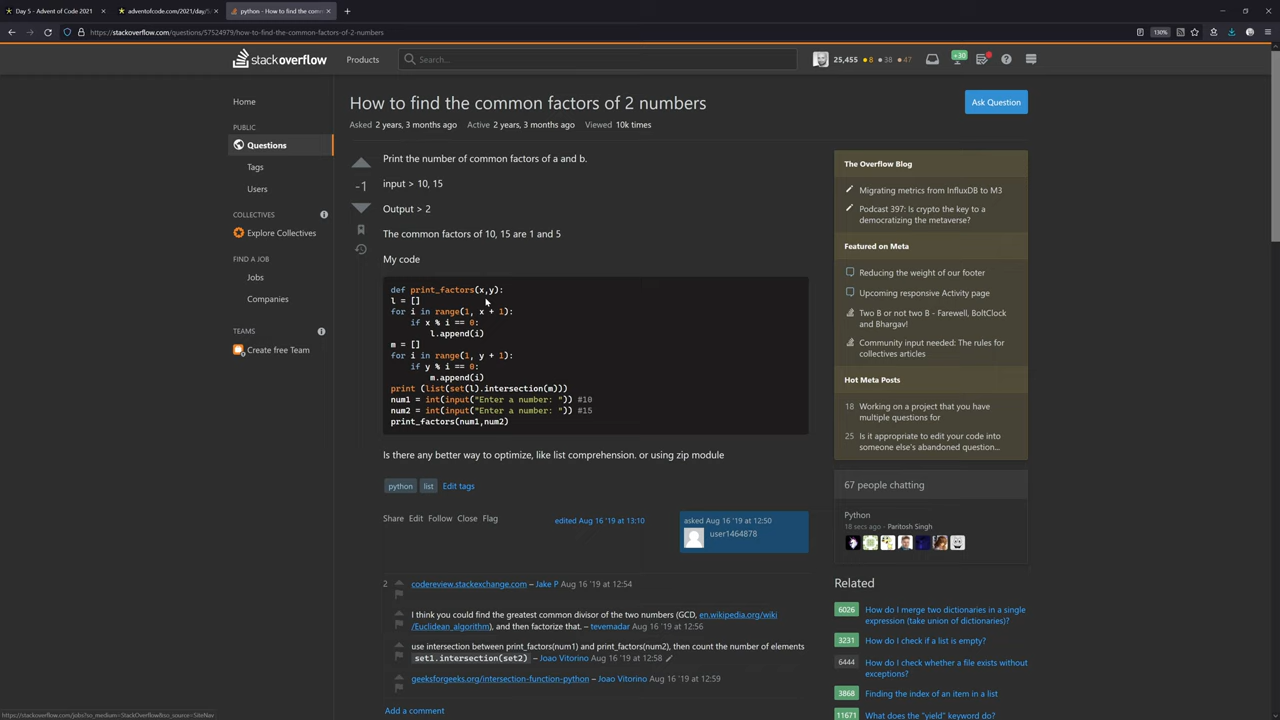 Day 5 - Advent of Code 2021
adventofcode.com/2021/day/5
python - How to find the comm
https://stackoverflow.com/questions/57524979/how-to-find-the-common-factors-of-2-numbers
130%
stackoverflow
Products
Search...
25,455 8 38 47
+30
Home
PUBLIC
Questions
Tags
Users
COLLECTIVES
Explore Collectives
FIND A JOB
Jobs
Companies
TEAMS
Create free Team
How to find the common factors of 2 numbers
Ask Question
Asked 2 years, 3 months ago Active 2 years, 3 months ago Viewed 10k times
-1
Print the number of common factors of a and b.
input > 10, 15
Output > 2
The common factors of 10, 15 are 1 and 5
My code
def print_factors(x,y):
l = []
for i in range(1, x + 1):
if x % i == 0:
l.append(i)
m = []
for i in range(1, y + 1):
if y % i == 0:
m.append(i)
print (list(set(l).intersection(m)))
num1 = int(input("Enter a number: ")) #10
num2 = int(input("Enter a number: ")) #15
print_factors(num1,num2)
Is there any better way to optimize, like list comprehension. or using zip module
python list Edit tags
Share Edit Follow Close Flag
edited Aug 16 '19 at 13:10
asked Aug 16 '19 at 12:50
user1464878
2 codereview.stackexchange.com – Jake P Aug 16 '19 at 12:54
I think you could find the greatest common divisor of the two numbers (GCD, en.wikipedia.org/wiki
/Euclidean_algorithm), and then factorize that. – tevemadar Aug 16 '19 at 12:56
use intersection between print_factors(num1) and print_factors(num2), then count the number of elements
set1.intersection(set2) – Joao Vitorino Aug 16 '19 at 12:58
geeksforgeeks.org/intersection-function-python – Joao Vitorino Aug 16 '19 at 12:59
Add a comment
The Overflow Blog
Migrating metrics from InfluxDB to M3
Podcast 397: Is crypto the key to a
democratizing the metaverse?
Featured on Meta
Reducing the weight of our footer
Upcoming responsive Activity page
Two B or not two B - Farewell, BoltClock
and Bhargav!
Community input needed: The rules for
collectives articles
Hot Meta Posts
18 Working on a project that you have
multiple questions for
25 Is it appropriate to edit your code into
someone else's abandoned question...
67 people chatting
Python
18 secs ago - Paritosh Singh
Related
6026 How do I merge two dictionaries in a single
expression (take union of dictionaries)?
3231 How do I check if a list is empty?
6444 How do I check whether a file exists without
exceptions?
3868 Finding the index of an item in a list
11671 What does the "yield" keyword do?
https://stackoverflow.com/jobs?so_medium=StackOverflow&so_source=SiteNav